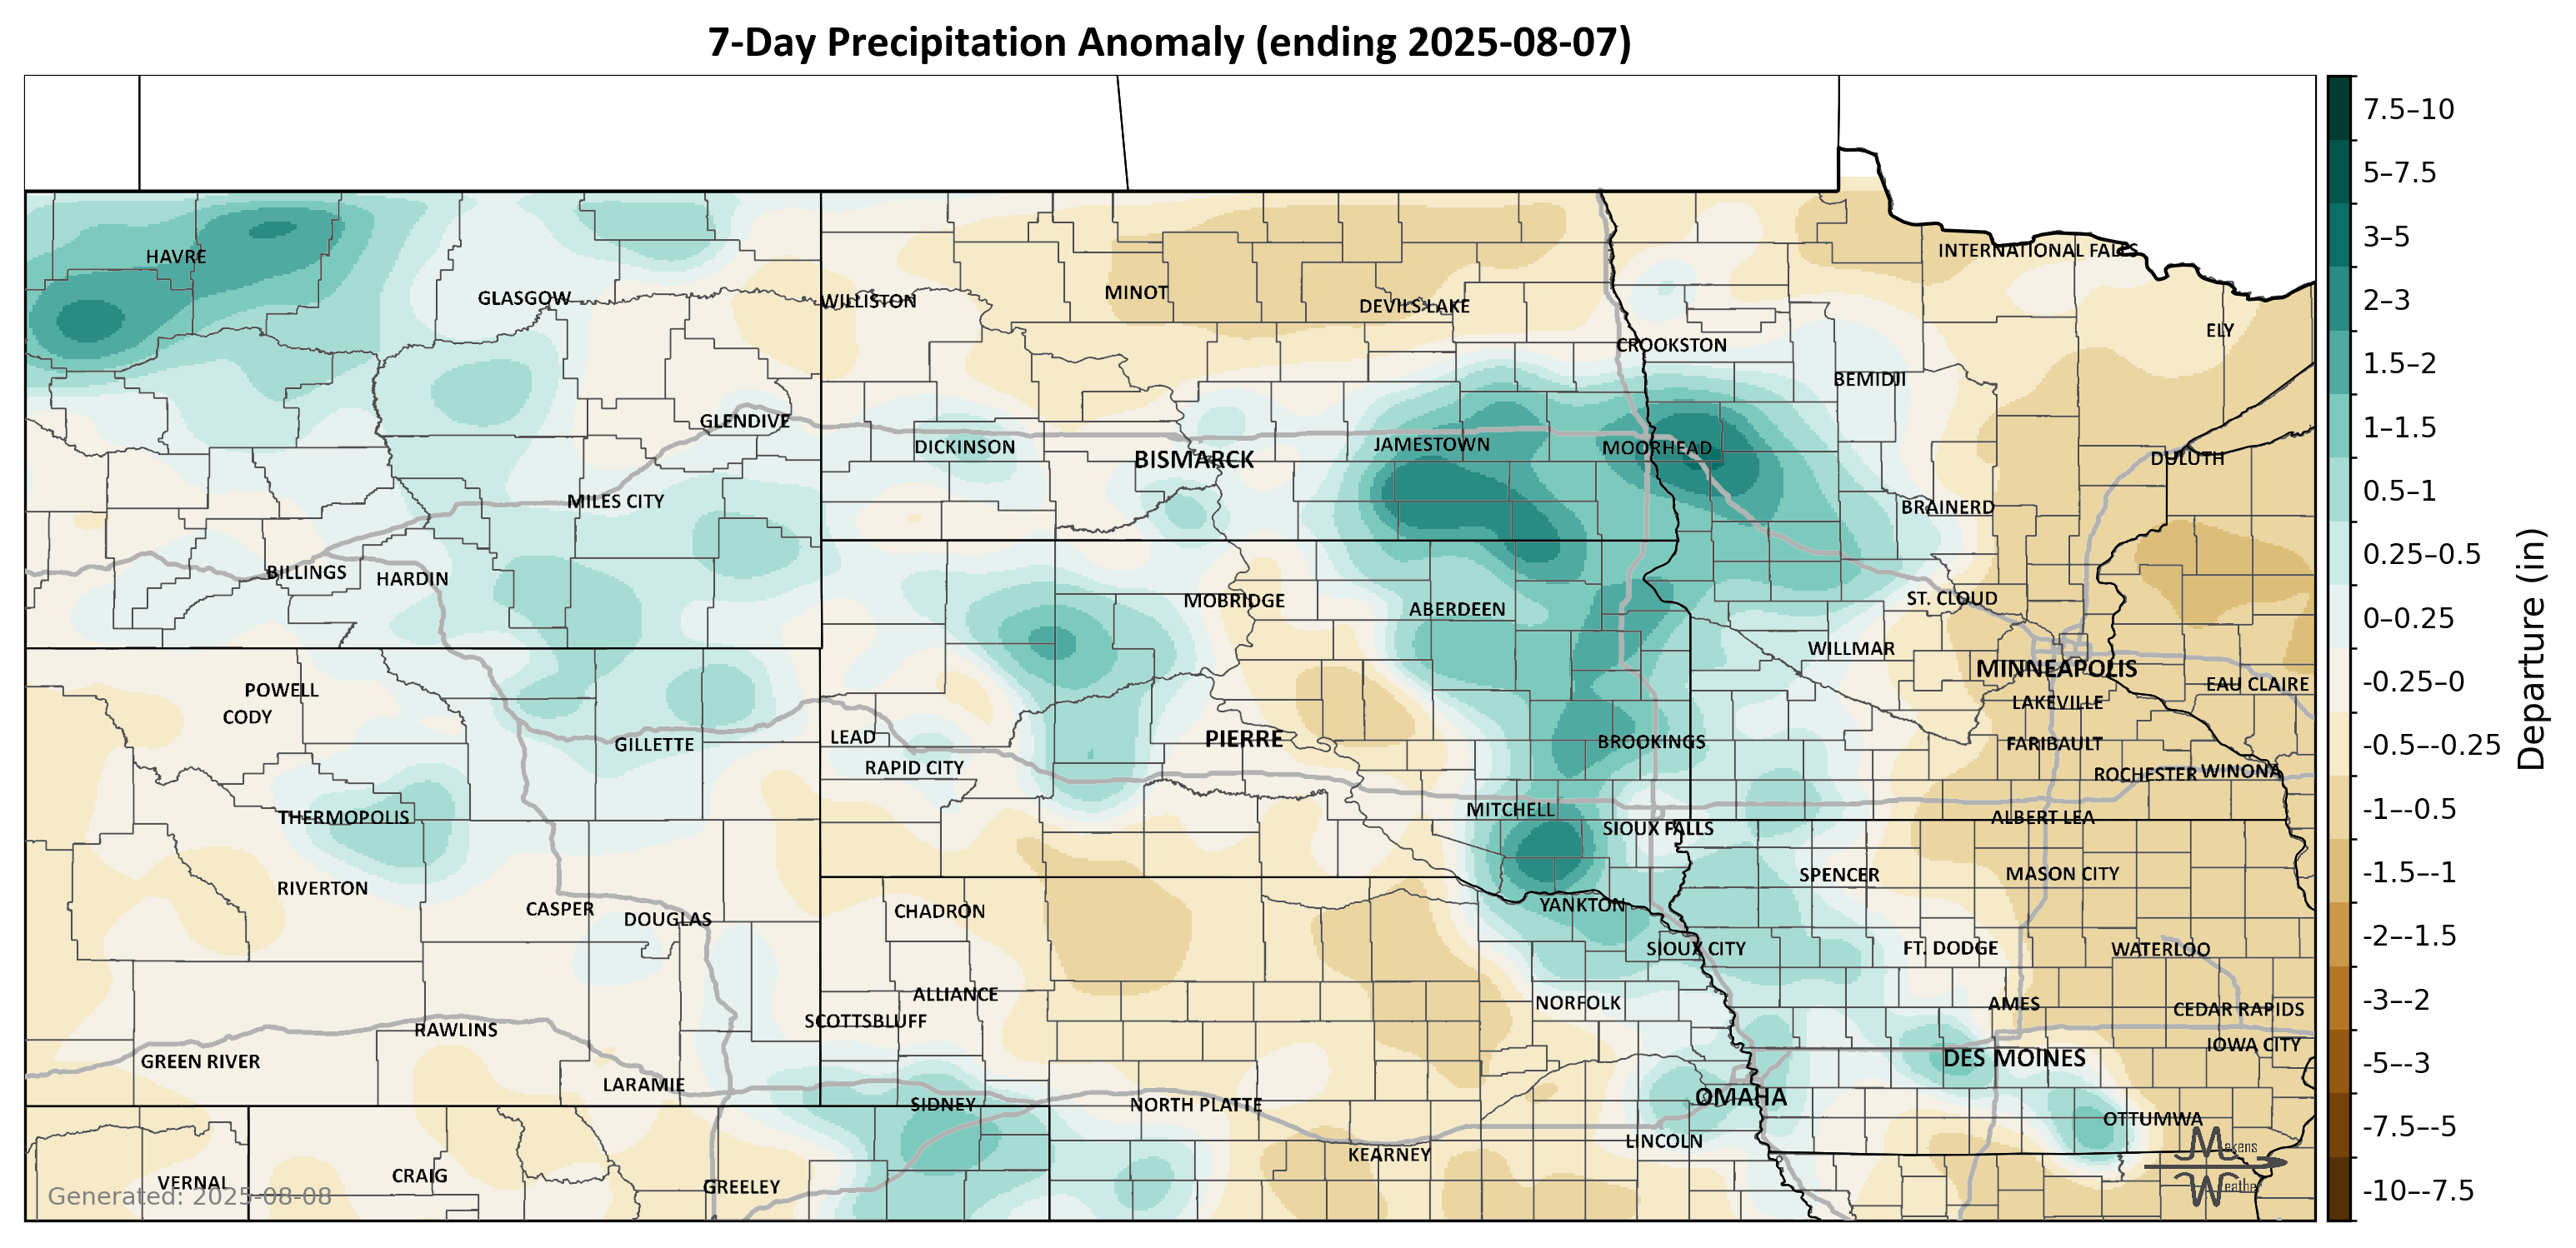 7-Day Precipitation Anomaly (ending 2025-08-07)
HAVRE
GLASGOW
WILLISTON
MINOT
DEVILS LAKE
INTERNATIONAL FALLS
ELY
CROOKSTON
BEMIDJI
GLENDIVE
DICKINSON
BISMARCK
JAMESTOWN
MOORHEAD
DULUTH
MILES CITY
BRAINERD
BILLINGS
HARDIN
MOBRIDGE
ABERDEEN
ST. CLOUD
WILLMAR
MINNEAPOLIS
EAU CLAIRE
POWELL
CODY
LAKEVILLE
GILLETTE
LEAD
RAPID CITY
PIERRE
BROOKINGS
FARIBAULT
ROCHESTER
WINONA
THERMOPOLIS
MITCHELL
SIOUX FALLS
ALBERT LEA
RIVERTON
SPENCER
MASON CITY
CASPER
DOUGLAS
CHADRON
YANKTON
SIOUX CITY
FT. DODGE
WATERLOO
ALLIANCE
SCOTTSBLUFF
NORFOLK
AMES
CEDAR RAPIDS
RAWLINS
GREEN RIVER
IOWA CITY
DES MOINES
LARAMIE
SIDNEY
NORTH PLATTE
OMAHA
OTTUMWA
LINCOLN
KEARNEY
VERNAL
CRAIG
GREELEY
Generated: 2025-08-08
Makens
Weather
7.5–10
5–7.5
3–5
2–3
1.5–2
1–1.5
0.5–1
0.25–0.5
0–0.25
-0.25–0
-0.5–-0.25
-1–-0.5
-1.5–-1
-2–-1.5
-3–-2
-5–-3
-7.5–-5
-10–-7.5
Departure (in)